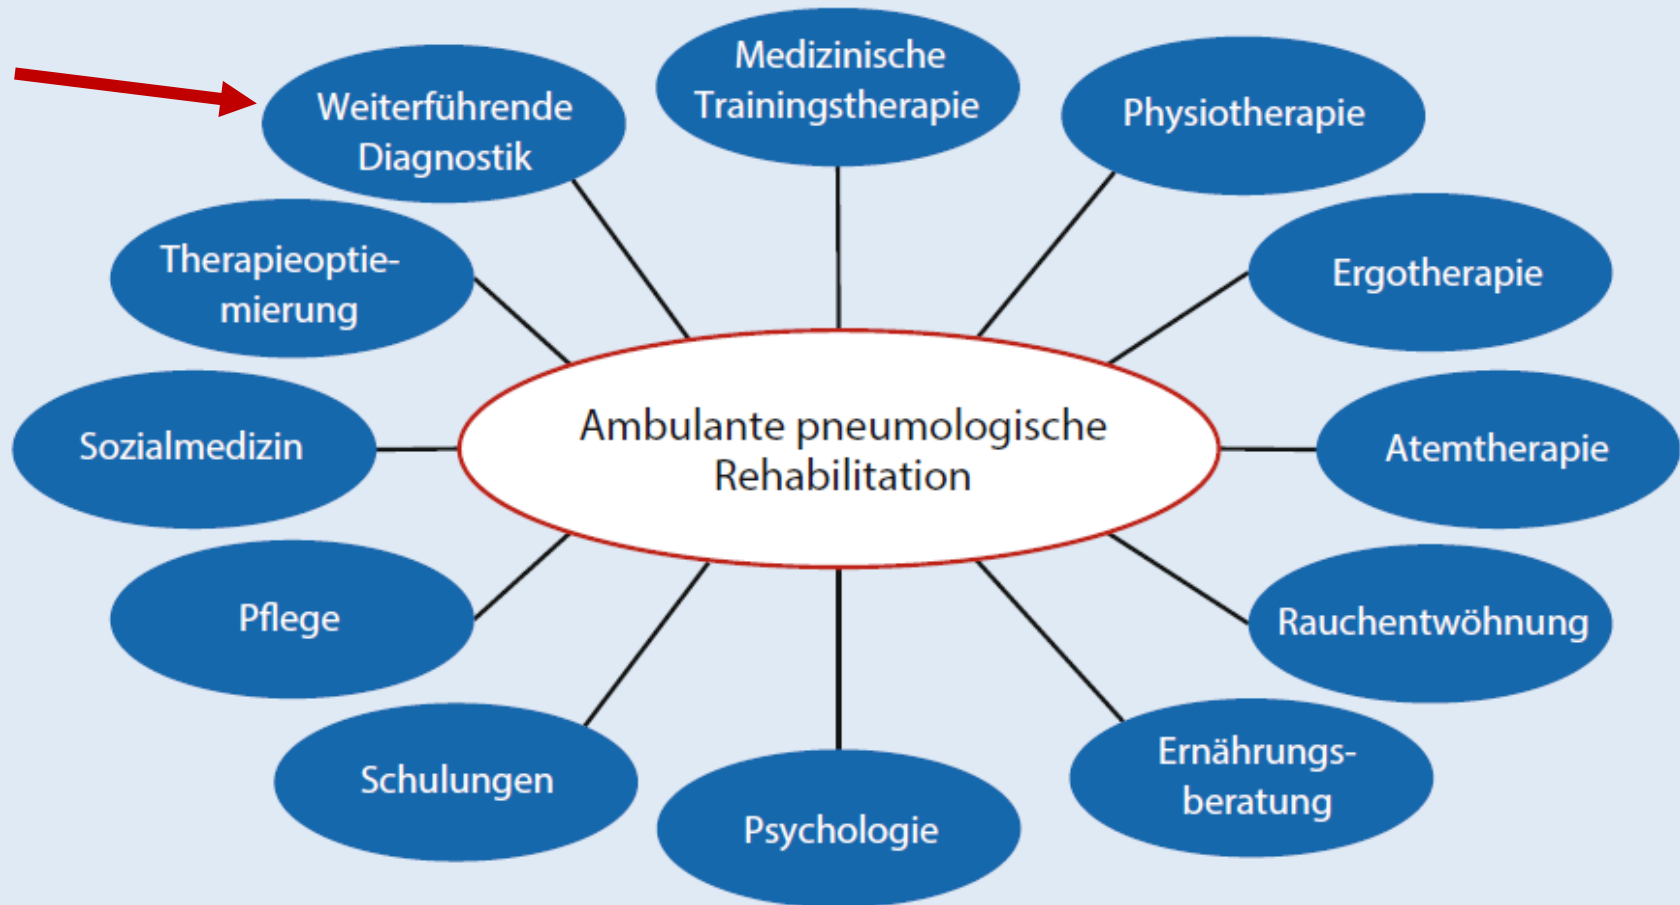 Medizinische
Trainingstherapie
Weiterführende
Diagnostik
Physiotherapie
Therapieoptie-
mierung
Ergotherapie
Ambulante pneumologische
Rehabilitation
Sozialmedizin
Atemtherapie
Pflege
Rauchentwöhnung
Schulungen
Psychologie
Ernährungs-
beratung